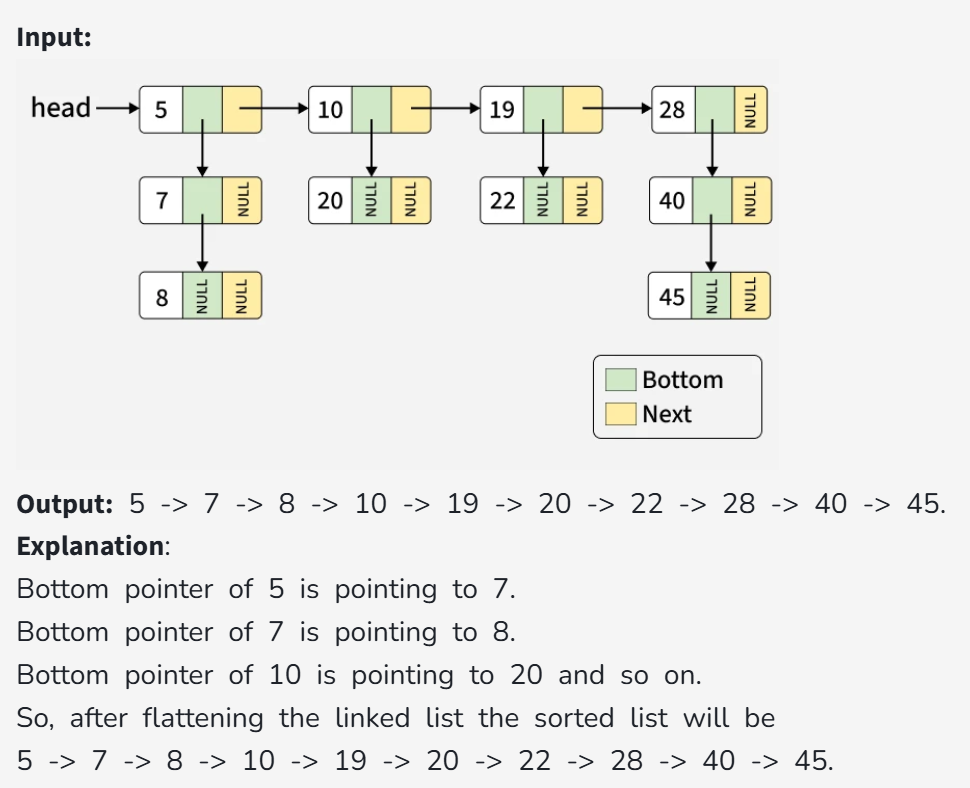 Input:
head 5 10 19 28 NULL
7 NULL 20 NULL NULL 22 NULL NULL 40 NULL
8 NULL NULL 45 NULL NULL
Bottom
Next
Output: 5 -> 7 -> 8 -> 10 -> 19 -> 20 -> 22 -> 28 -> 40 -> 45.
Explanation:
Bottom pointer of 5 is pointing to 7.
Bottom pointer of 7 is pointing to 8.
Bottom pointer of 10 is pointing to 20 and so on.
So, after flattening the linked list the sorted list will be
5 -> 7 -> 8 -> 10 -> 19 -> 20 -> 22 -> 28 -> 40 -> 45.